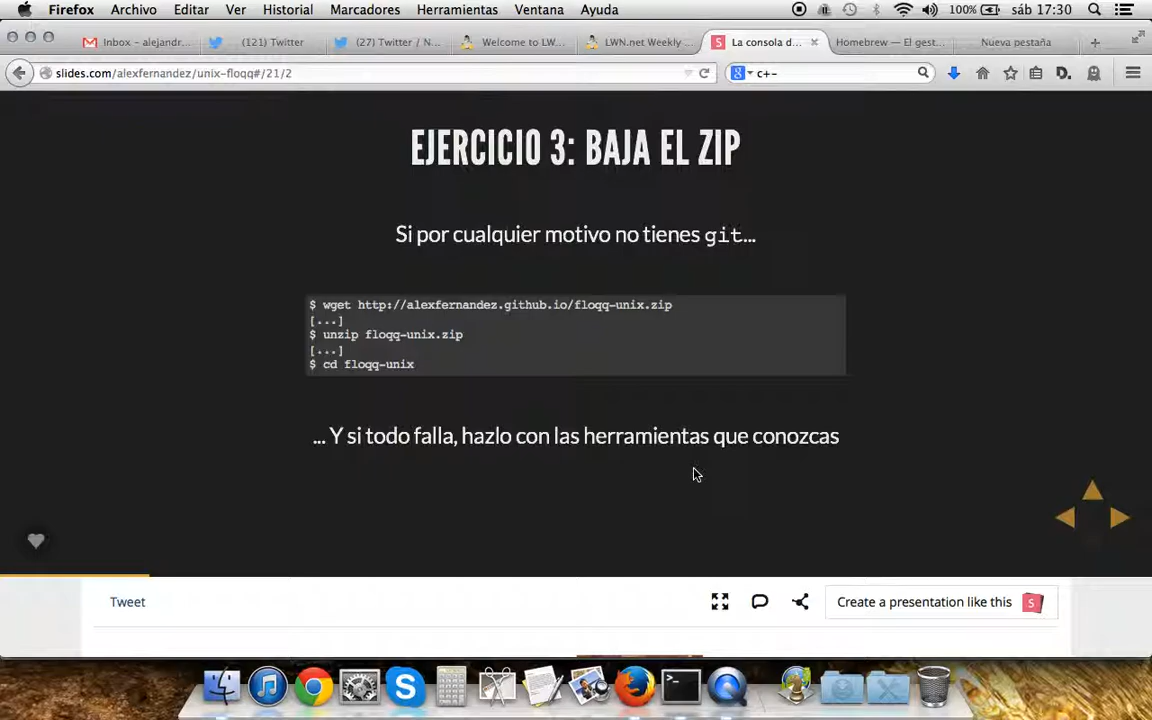 Firefox Archivo Editar Ver Historial Marcadores Herramientas Ventana Ayuda 100% sáb 17:30
Inbox - alejandr... (121) Twitter (27) Twitter / N... Welcome to LW... LWN.net Weekly ... La consola d... Homebrew — El gest... Nueva pestaña
slides.com/alexfernandez/unix-floqq#/21/2 c+- D.
EJERCICIO 3: BAJA EL ZIP
Si por cualquier motivo no tienes git...
$ wget http://alexfernandez.github.io/floqq-unix.zip
[...]
$ unzip floqq-unix.zip
[...]
$ cd floqq-unix
... Y si todo falla, hazlo con las herramientas que conozcas
Tweet Create a presentation like this S